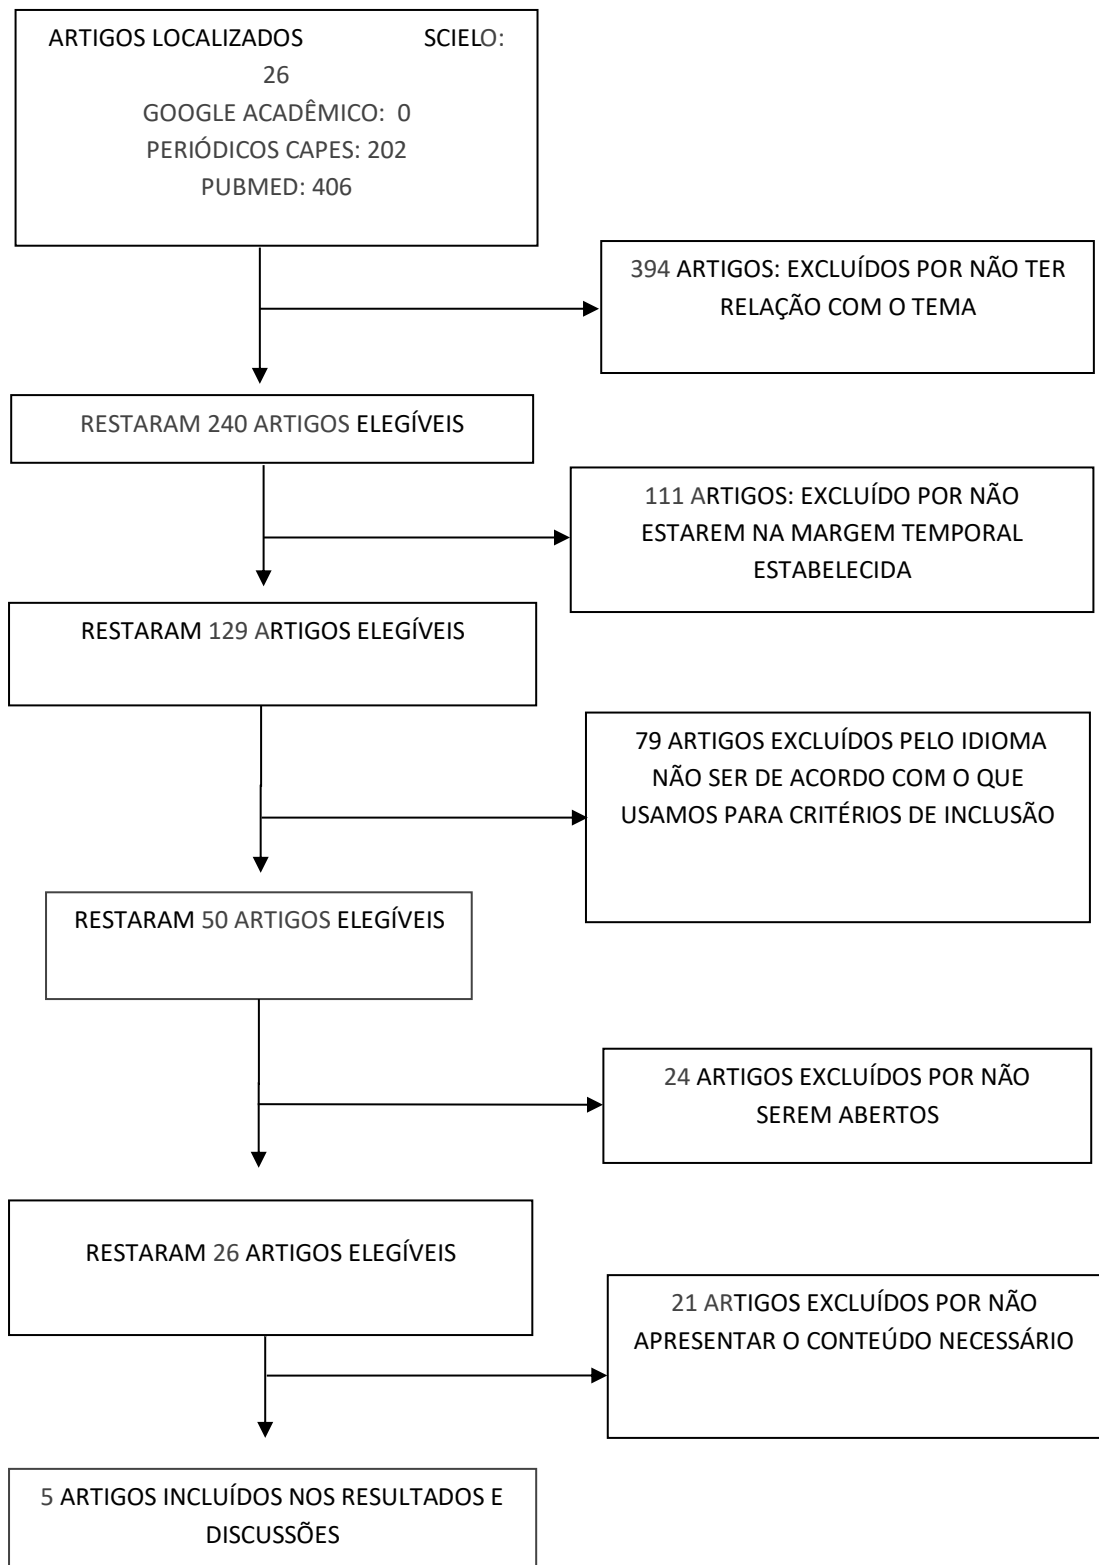 ARTIGOS LOCALIZADOS SCIELO:
26
GOOGLE ACADÊMICO: 0
PERIÓDICOS CAPES: 202
PUBMED: 406
394 ARTIGOS: EXCLUÍDOS POR NÃO TER
RELAÇÃO COM O TEMA
RESTARAM 240 ARTIGOS ELEGÍVEIS
111 ARTIGOS: EXCLUÍDO POR NÃO
ESTAREM NA MARGEM TEMPORAL
ESTABELECIDA
RESTARAM 129 ARTIGOS ELEGÍVEIS
79 ARTIGOS EXCLUÍDOS PELO IDIOMA
NÃO SER DE ACORDO COM O QUE
USAMOS PARA CRITÉRIOS DE INCLUSÃO
RESTARAM 50 ARTIGOS ELEGÍVEIS
24 ARTIGOS EXCLUÍDOS POR NÃO
SEREM ABERTOS
RESTARAM 26 ARTIGOS ELEGÍVEIS
21 ARTIGOS EXCLUÍDOS POR NÃO
APRESENTAR O CONTEÚDO NECESSÁRIO
5 ARTIGOS INCLUÍDOS NOS RESULTADOS E
DISCUSSÕES